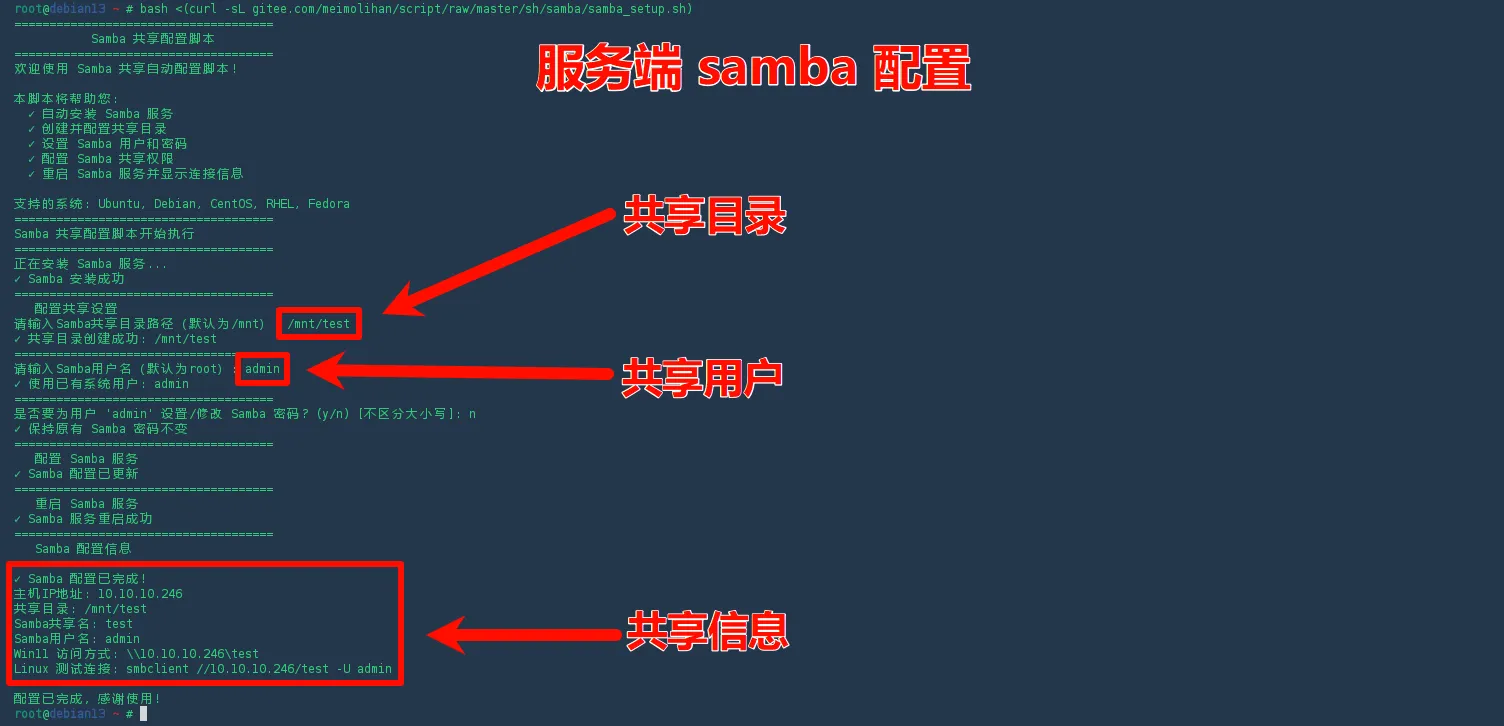 root@debian13 ~ # bash <(curl -sL gitee.com/meimolihan/script/raw/master/sh/samba/samba_setup.sh)
=====================================
Samba 共享配置脚本
=====================================
欢迎使用 Samba 共享自动配置脚本!
服务端 samba 配置
本脚本将帮助您:
✓ 自动安装 Samba 服务
✓ 创建并配置共享目录
✓ 设置 Samba 用户和密码
✓ 配置 Samba 共享权限
✓ 重启 Samba 服务并显示连接信息
支持的系统: Ubuntu, Debian, CentOS, RHEL, Fedora
=====================================
共享目录
Samba 共享配置脚本开始执行
=====================================
正在安装 Samba 服务...
✓ Samba 安装成功
=====================================
配置共享设置
请输入Samba共享目录路径 (默认为/mnt) /mnt/test
✓ 共享目录创建成功: /mnt/test
=====================================
请输入Samba用户名 (默认为root) : admin
共享用户
✓ 使用已有系统用户: admin
=====================================
是否要为用户 'admin' 设置/修改 Samba 密码? (y/n) [不区分大小写]: n
✓ 保持原有 Samba 密码不变
=====================================
配置 Samba 服务
✓ Samba 配置已更新
=====================================
重启 Samba 服务
✓ Samba 服务重启成功
=====================================
Samba 配置信息
✓ Samba 配置已完成!
主机IP地址: 10.10.10.246
共享目录: /mnt/test
Samba共享名: test
共享信息
Samba用户名: admin
Win11 访问方式: \\10.10.10.246\test
Linux 测试连接: smbclient //10.10.10.246/test -U admin
配置已完成, 感谢使用!
root@debian13 ~ #